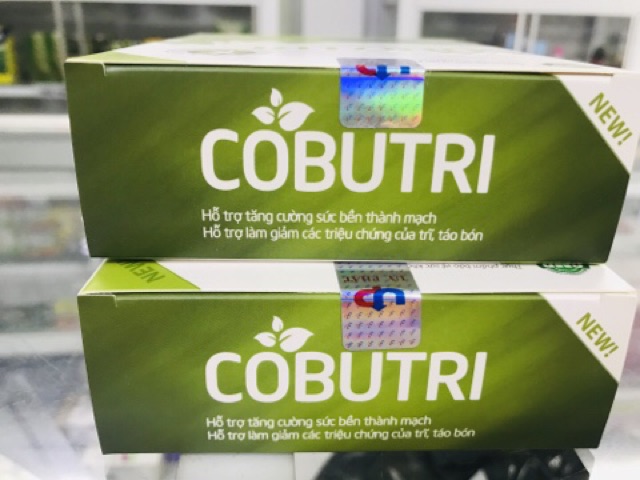 COBUTRI
NEW!
Hỗ trợ tăng cường sức bền thành mạch
Hỗ trợ làm giảm các triệu chứng của trĩ, táo bón
NEW!
COBUTRI
NEW!
Hỗ trợ tăng cường sức bền thành mạch
Hỗ trợ làm giảm các triệu chứng của trĩ, táo bón